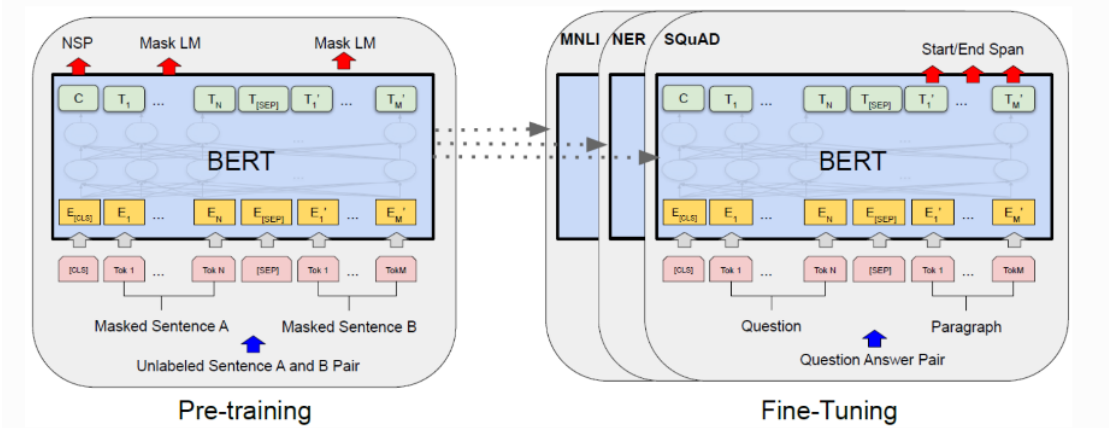 NSP Mask LM Mask LM
C T1 ... TN T[SEP] T1' ... TM'
BERT
E[CLS] E1 ... EN E[SEP] E1' ... EM'
[CLS] Tok 1 ... Tok N [SEP] Tok 1 ... TokM
Masked Sentence A Masked Sentence B
Unlabeled Sentence A and B Pair
Pre-training
MNLI NER SQuAD
Start/End Span
C T1 ... TN T[SEP] T1' ... TM'
BERT
E[CLS] E1 ... EN E[SEP] E1' ... EM'
[CLS] Tok 1 ... Tok N [SEP] Tok 1 ... TokM
Question Paragraph
Question Answer Pair
Fine-Tuning